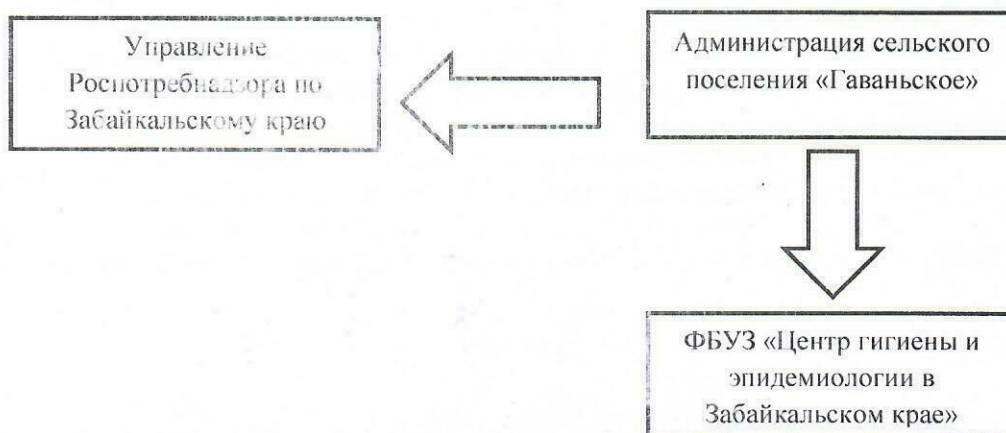 Управление
Роспотребнадзора по
Забайкальскому краю
Администрация сельского
поселения «Гаваньское»
ФБУЗ «Центр гигиены и
эпидемиологии в
Забайкальском крае»